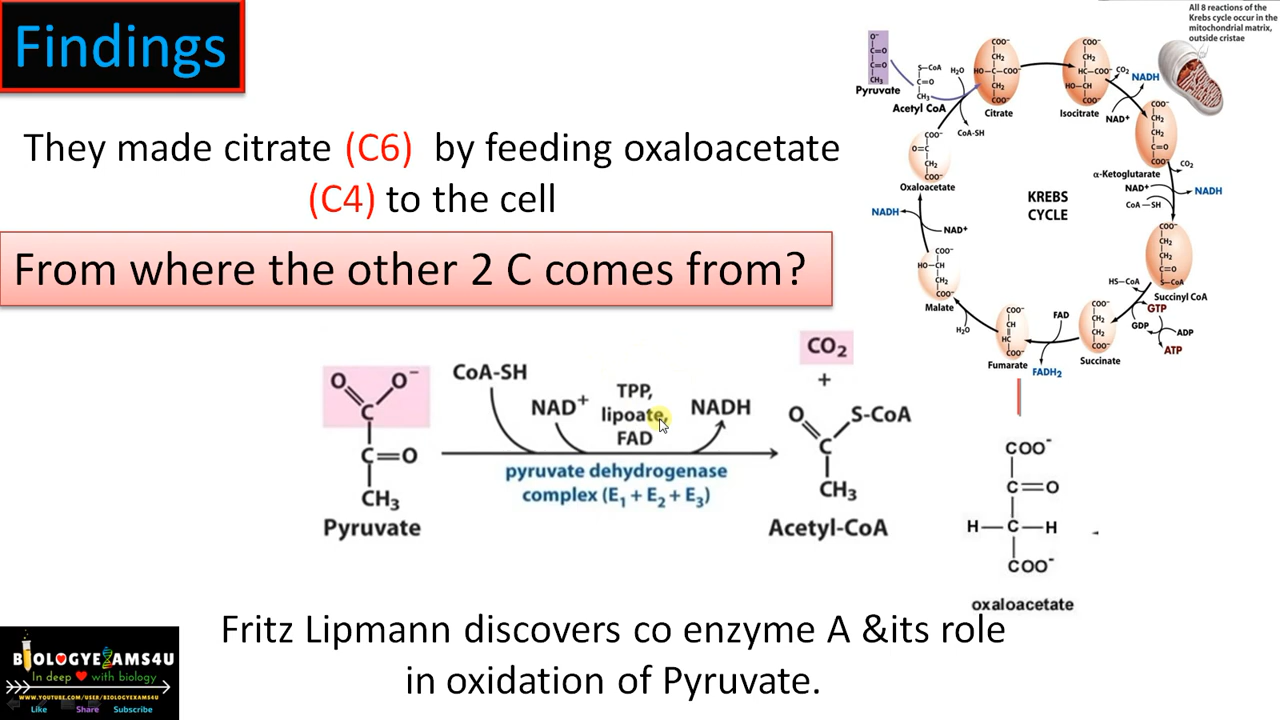 Findings
They made citrate (C6) by feeding oxaloacetate
(C4) to the cell
From where the other 2 C comes from?
All 8 reactions of the
Krebs cycle occur in the
mitochondrial matrix,
outside cristae
O⁻
C=O
C=O
CH₃
Pyruvate
S—CoA
C=O
CH₃
Acetyl CoA
H₂O
CoA-SH
COO⁻
CH₂
HO—C—COO⁻
CH₂
COO⁻
Citrate
COO⁻
CH₂
HC—COO⁻
HO—CH
COO⁻
Isocitrate
CO₂
NADH
NAD⁺
COO⁻
CH₂
CH₂
C=O
COO⁻
α-Ketoglutarate
CO₂
NAD⁺
NADH
CoA—SH
COO⁻
CH₂
CH₂
C=O
S—CoA
Succinyl CoA
HS—CoA
GTP
GDP
ADP
ATP
COO⁻
CH₂
CH₂
COO⁻
Succinate
FAD
FADH₂
COO⁻
CH
HC
COO⁻
Fumarate
H₂O
COO⁻
HO—CH
CH₂
COO⁻
Malate
NAD⁺
NADH
COO⁻
O=C
CH₂
COO⁻
Oxaloacetate
KREBS
CYCLE
O O⁻
C
C=O
CH₃
Pyruvate
CoA-SH
NAD⁺
TPP,
lipoate,
FAD
NADH
pyruvate dehydrogenase
complex (E₁ + E₂ + E₃)
CO₂
+
O S-CoA
C
CH₃
Acetyl-CoA
COO⁻
C=O
H—C—H
COO⁻
oxaloacetate
Fritz Lipmann discovers co enzyme A &its role
in oxidation of Pyruvate.
BIOLOGYEXAMS4U
In deep ❤ with biology
WWW.YOUTUBE.COM/USER/BIOLOGYEXAMS4U
Like Share Subscribe